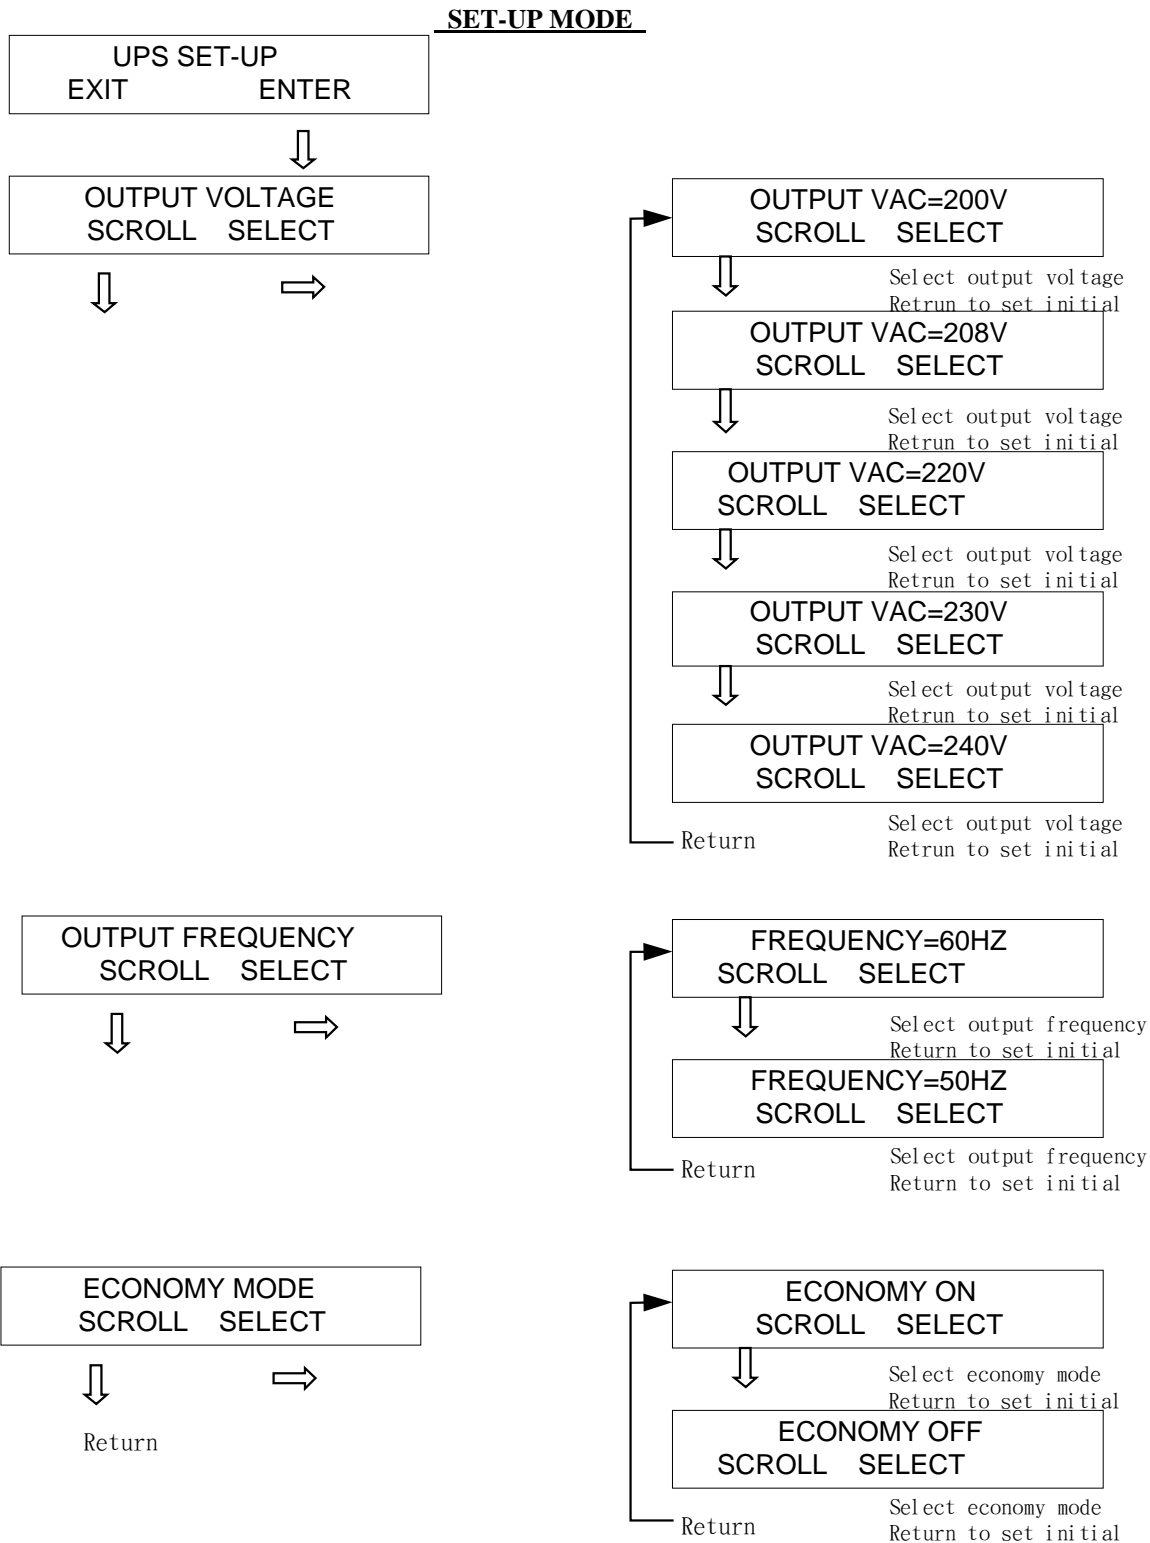 SET-UP MODE
UPS SET-UP
EXIT ENTER
OUTPUT VOLTAGE
SCROLL SELECT
OUTPUT VAC=200V
SCROLL SELECT
Select output voltage
Retrun to set initial
OUTPUT VAC=208V
SCROLL SELECT
Select output voltage
Retrun to set initial
OUTPUT VAC=220V
SCROLL SELECT
Select output voltage
Retrun to set initial
OUTPUT VAC=230V
SCROLL SELECT
Select output voltage
Retrun to set initial
OUTPUT VAC=240V
SCROLL SELECT
Select output voltage
Retrun to set initial
Return
OUTPUT FREQUENCY
SCROLL SELECT
FREQUENCY=60HZ
SCROLL SELECT
Select output frequency
Return to set initial
FREQUENCY=50HZ
SCROLL SELECT
Select output frequency
Return to set initial
Return
ECONOMY MODE
SCROLL SELECT
Return
ECONOMY ON
SCROLL SELECT
Select economy mode
Return to set initial
ECONOMY OFF
SCROLL SELECT
Select economy mode
Return to set initial
Return